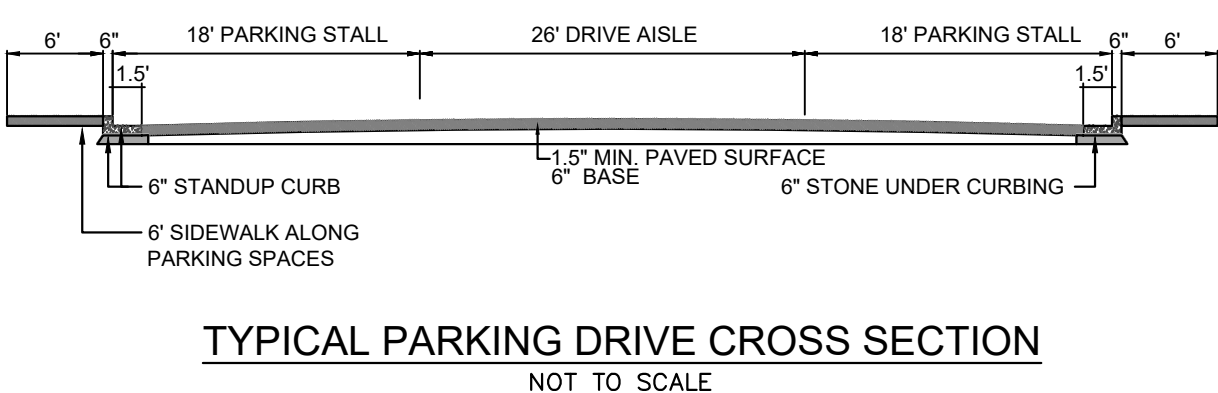 6' 6" 18' PARKING STALL 26' DRIVE AISLE 18' PARKING STALL 6" 6'
1.5' 1.5'
1.5" MIN. PAVED SURFACE
6" BASE
6" STANDUP CURB
6" STONE UNDER CURBING
6' SIDEWALK ALONG
PARKING SPACES
TYPICAL PARKING DRIVE CROSS SECTION
NOT TO SCALE